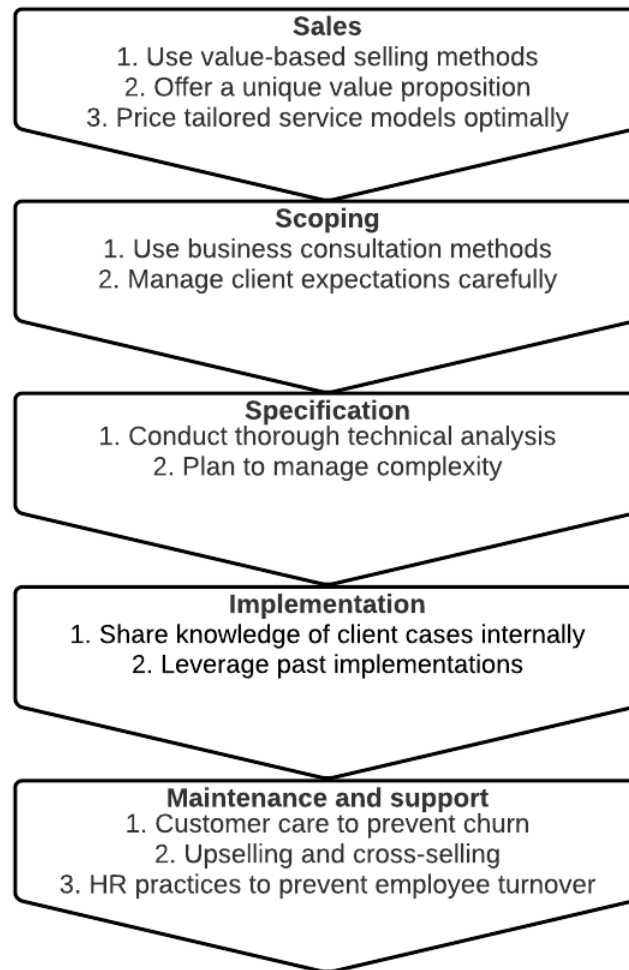 Sales
1. Use value-based selling methods
2. Offer a unique value proposition
3. Price tailored service models optimally
Scoping
1. Use business consultation methods
2. Manage client expectations carefully
Specification
1. Conduct thorough technical analysis
2. Plan to manage complexity
Implementation
1. Share knowledge of client cases internally
2. Leverage past implementations
Maintenance and support
1. Customer care to prevent churn
2. Upselling and cross-selling
3. HR practices to prevent employee turnover